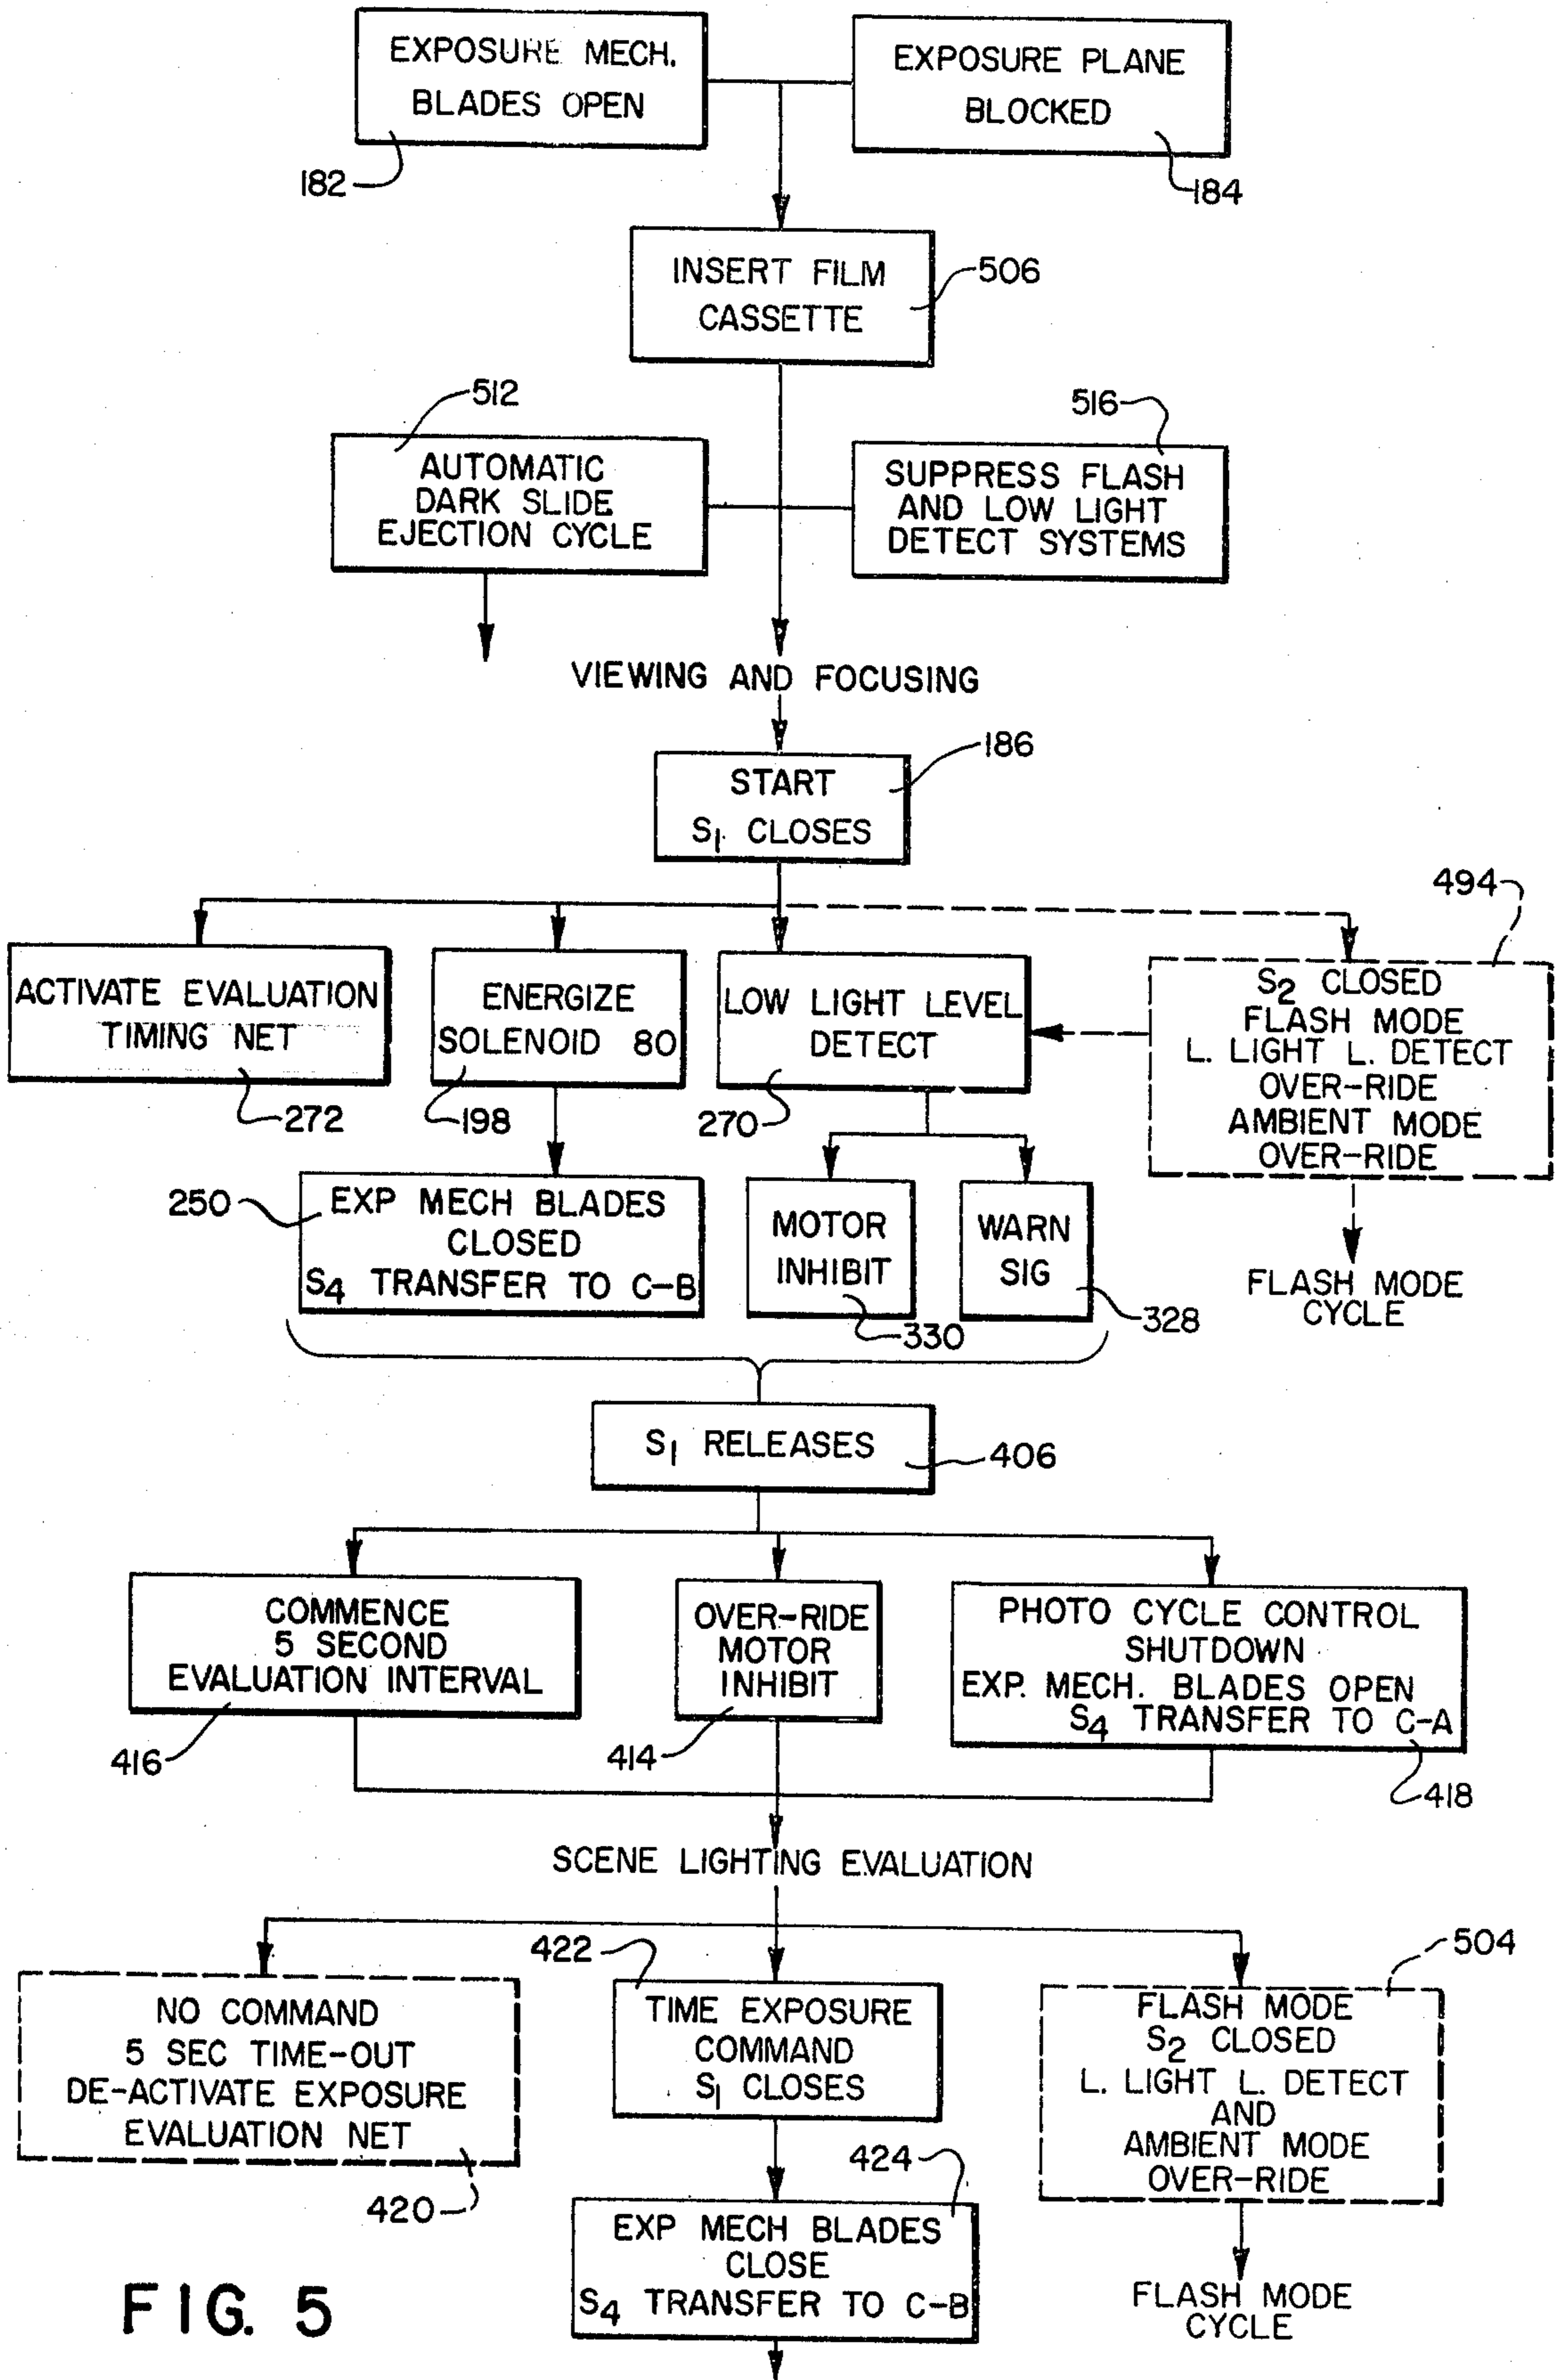 EXPOSURE MECH.
BLADES OPEN
182
EXPOSURE PLANE
BLOCKED
184
INSERT FILM
CASSETTE
506
512
AUTOMATIC
DARK SLIDE
EJECTION CYCLE
516
SUPPRESS FLASH
AND LOW LIGHT
DETECT SYSTEMS
VIEWING AND FOCUSING
START
S1 CLOSES
186
ACTIVATE EVALUATION
TIMING NET
272
ENERGIZE
SOLENOID 80
198
LOW LIGHT LEVEL
DETECT
270
494
S2 CLOSED
FLASH MODE
L. LIGHT L. DETECT
OVER-RIDE
AMBIENT MODE
OVER-RIDE
FLASH MODE
CYCLE
250
EXP MECH BLADES
CLOSED
S4 TRANSFER TO C-B
MOTOR
INHIBIT
330
WARN
SIG
328
S1 RELEASES
406
COMMENCE
5 SECOND
EVALUATION INTERVAL
416
OVER-RIDE
MOTOR
INHIBIT
414
PHOTO CYCLE CONTROL
SHUTDOWN
EXP. MECH. BLADES OPEN
S4 TRANSFER TO C-A
418
SCENE LIGHTING EVALUATION
NO COMMAND
5 SEC TIME-OUT
DE-ACTIVATE EXPOSURE
EVALUATION NET
420
422
TIME EXPOSURE
COMMAND
S1 CLOSES
504
FLASH MODE
S2 CLOSED
L. LIGHT L. DETECT
AND
AMBIENT MODE
OVER-RIDE
FLASH MODE
CYCLE
424
EXP MECH BLADES
CLOSE
S4 TRANSFER TO C-B
FIG. 5